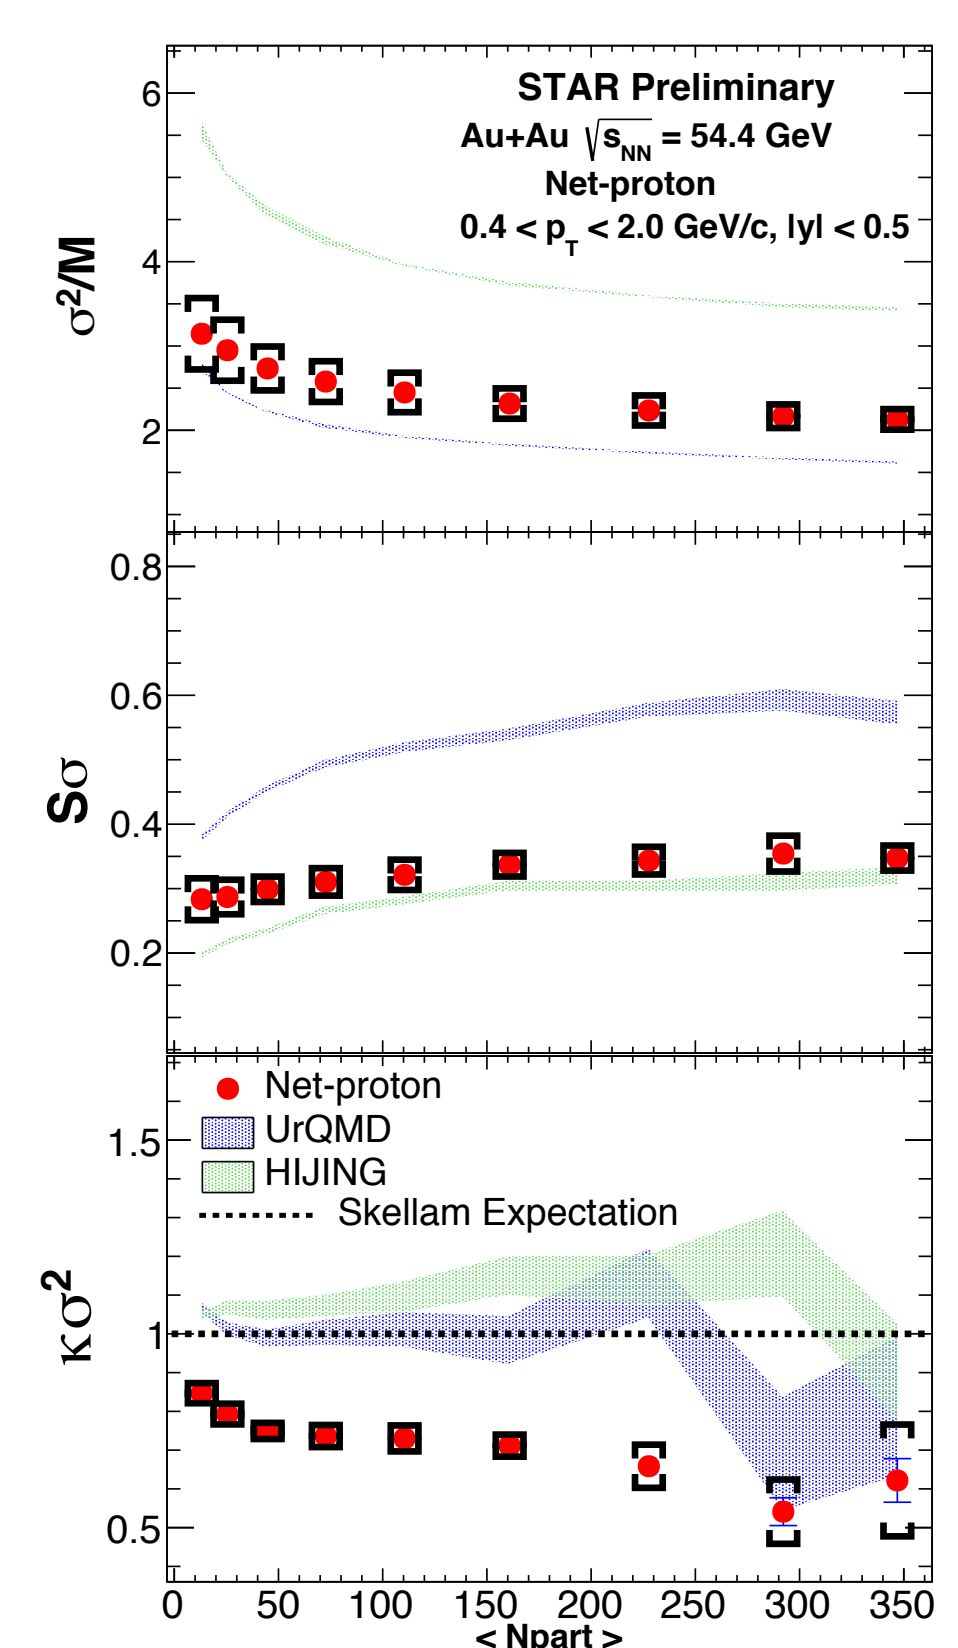 STAR Preliminary
Au+Au √sNN = 54.4 GeV
Net-proton
0.4 < pT < 2.0 GeV/c, |y| < 0.5
σ2/M
6
4
2
Sσ
0.8
0.6
0.4
0.2
Net-proton
UrQMD
HIJING
Skellam Expectation
κσ2
1.5
1
0.5
0 50 100 150 200 250 300 350
< Npart >